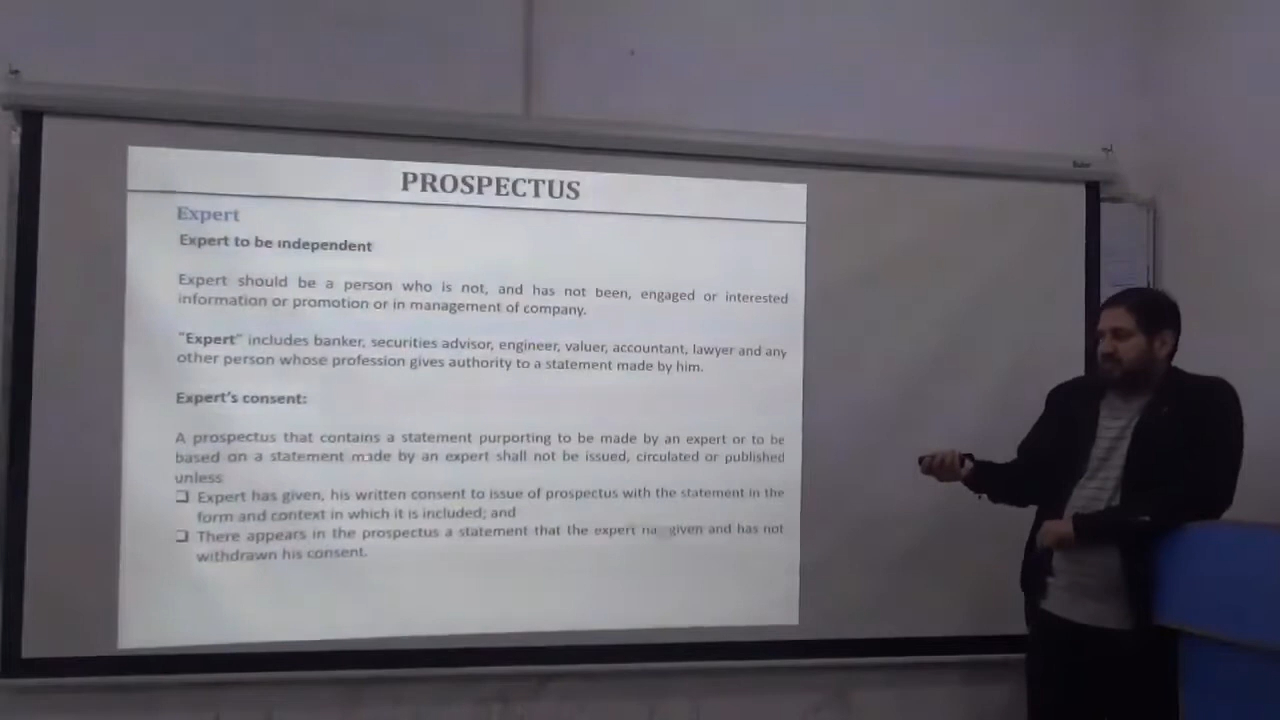 PROSPECTUS
Expert
Expert to be independent
Expert should be a person who is not, and has not been, engaged or interested
information or promotion or in management of company.
"Expert" includes banker, securities advisor, engineer, valuer, accountant, lawyer and any
other person whose profession gives authority to a statement made by him.
Expert's consent:
A prospectus that contains a statement purporting to be made by an expert or to be
based on a statement made by an expert shall not be issued, circulated or published
unless
❑ Expert has given, his written consent to issue of prospectus with the statement in the
form and context in which it is included; and
❑ There appears in the prospectus a statement that the expert given and has not
withdrawn his consent.